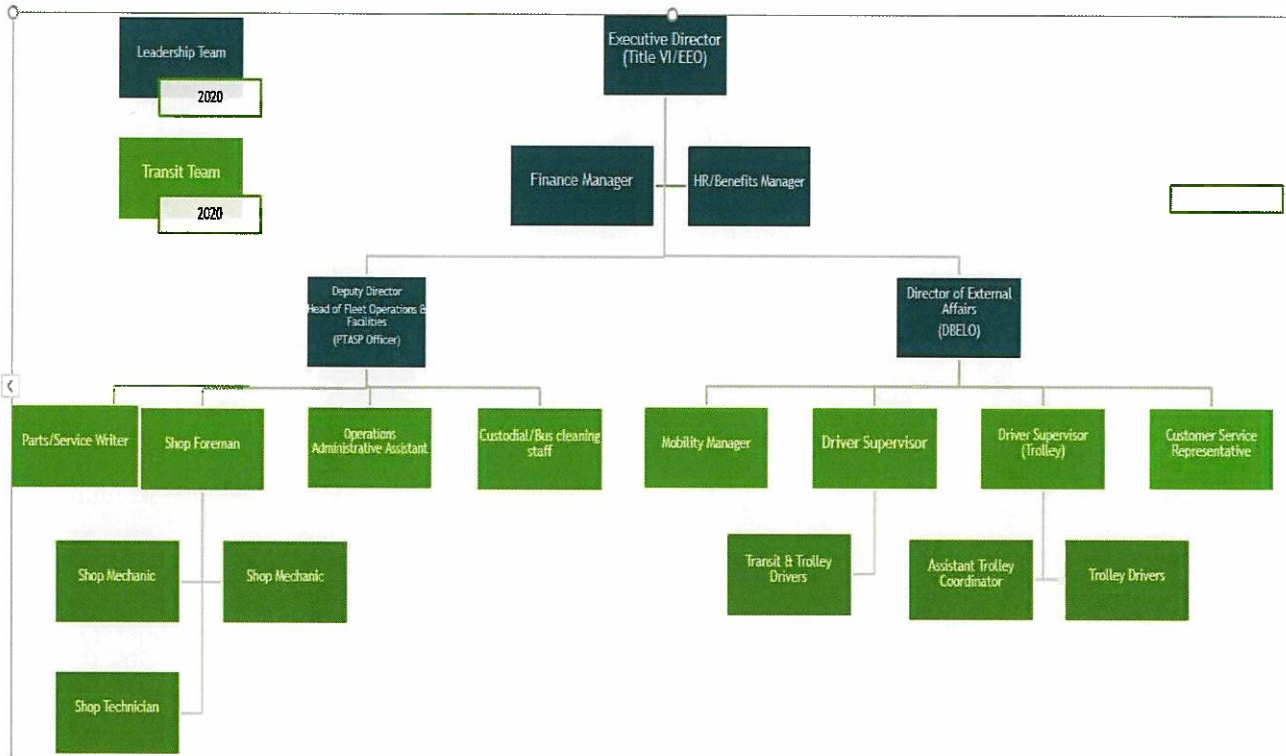 Leadership Team
2020
Transit Team
2020
Executive Director
(Title VI/EEO)
Finance Manager
HR/Benefits Manager
Deputy Director
Head of Fleet Operations &
Facilities
(PTASP Officer)
Director of External
Affairs
(DBELO)
Parts/Service Writer
Shop Foreman
Operations
Administrative Assistant
Custodial/Bus cleaning
staff
Mobility Manager
Driver Supervisor
Driver Supervisor
(Trolley)
Customer Service
Representative
Shop Mechanic
Shop Mechanic
Transit & Trolley
Drivers
Assistant Trolley
Coordinator
Trolley Drivers
Shop Technician